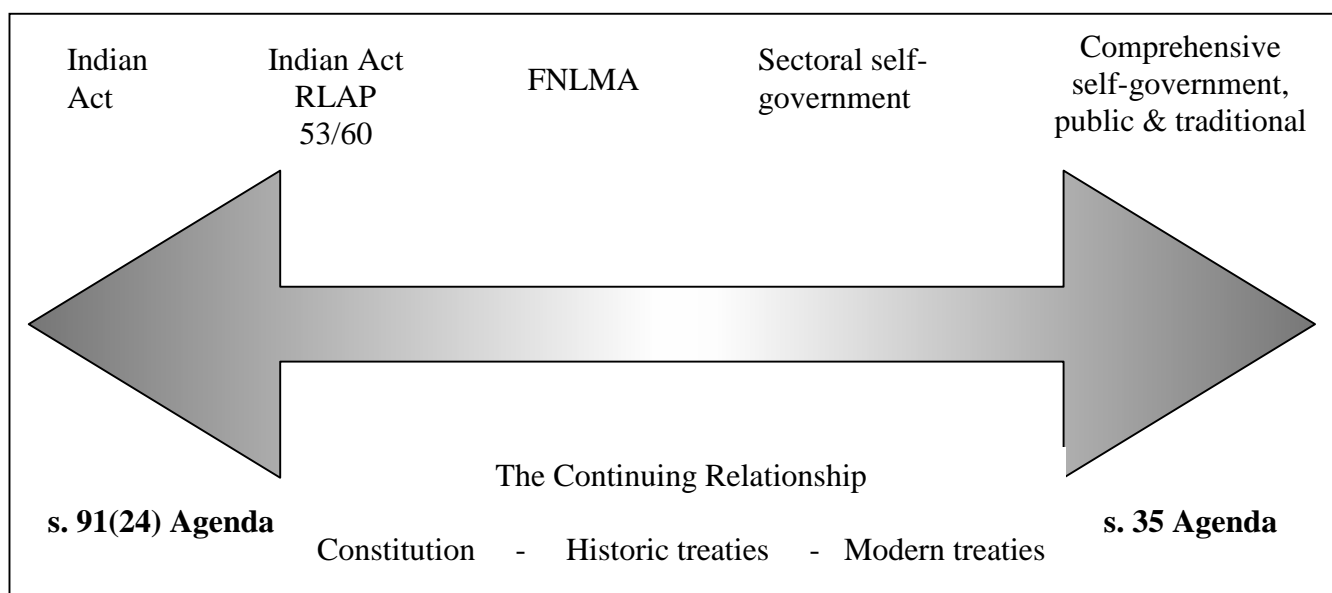 Indian
Act
Indian Act
RLAP
53/60
FNLMA
Sectoral self-
government
Comprehensive
self-government,
public & traditional
The Continuing Relationship
s. 91(24) Agenda
s. 35 Agenda
Constitution - Historic treaties - Modern treaties